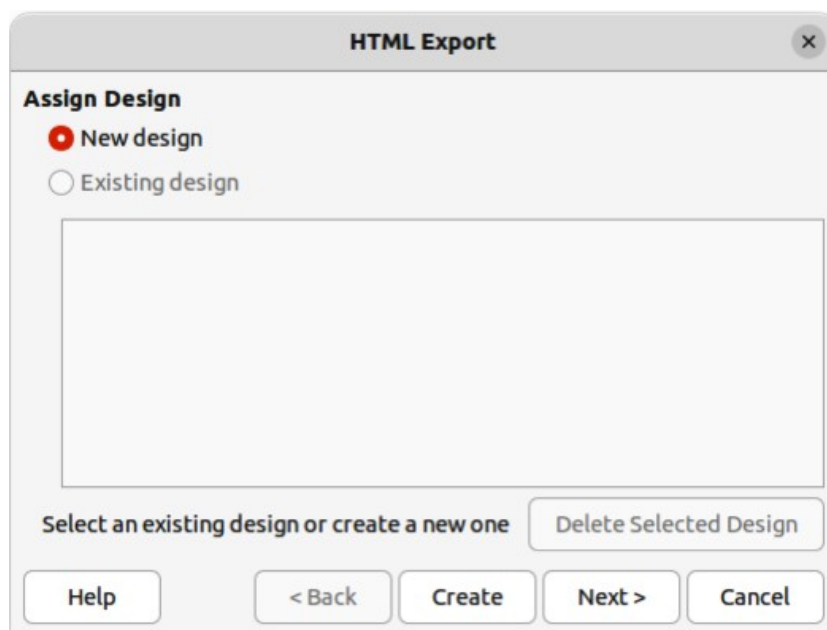 HTML Export
Assign Design
New design
Existing design
Select an existing design or create a new one
Delete Selected Design
Help
< Back
Create
Next >
Cancel